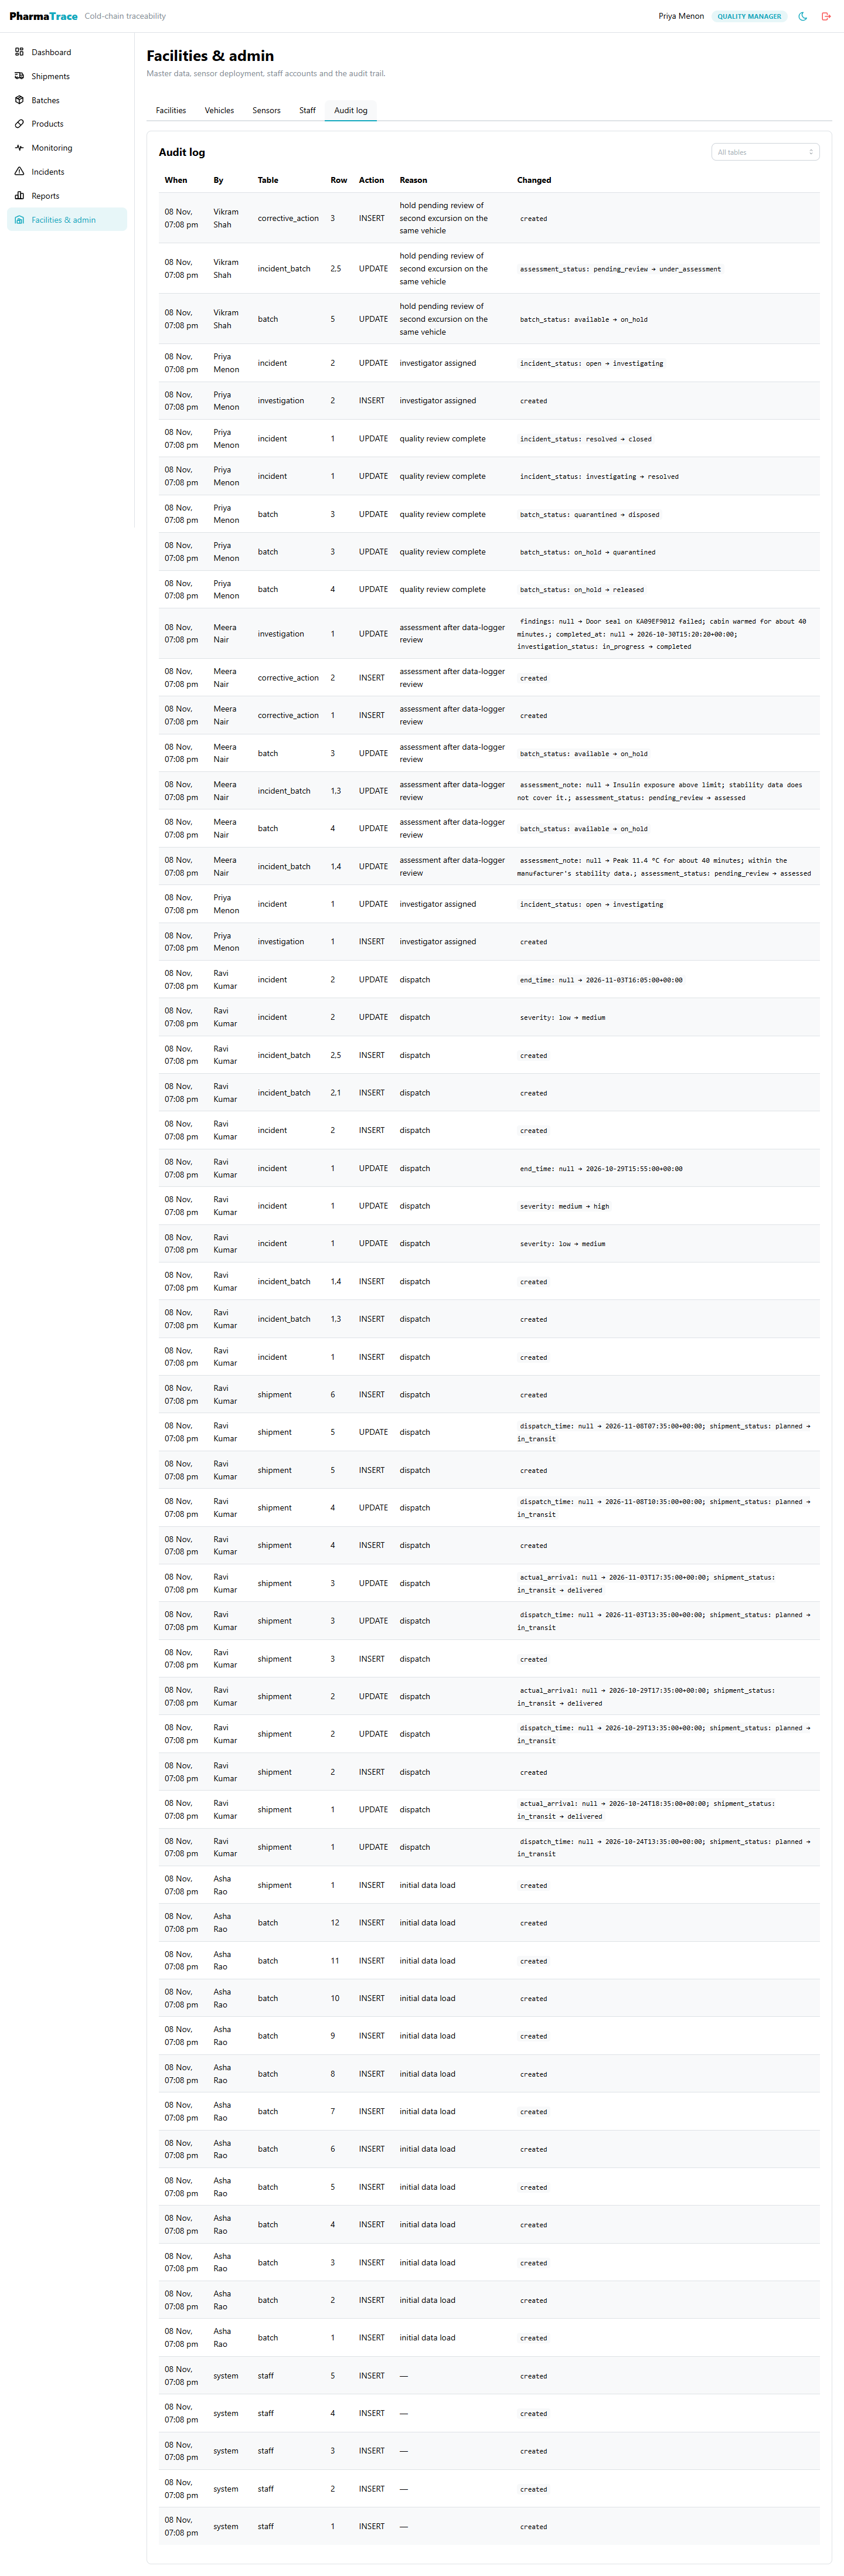 PharmaTrace Cold-chain traceability Priya Menon QUALITY MANAGER
Dashboard
Shipments
Batches
Products
Monitoring
Incidents
Reports
Facilities & admin
Facilities & admin
Master data, sensor deployment, staff accounts and the audit trail.
Facilities Vehicles Sensors Staff Audit log
Audit log All tables
When By Table Row Action Reason Changed
08 Nov, 07:08 pm Vikram Shah corrective_action 3 INSERT hold pending review of second excursion on the same vehicle created
08 Nov, 07:08 pm Vikram Shah incident_batch 2,5 UPDATE hold pending review of second excursion on the same vehicle assessment_status: pending_review → under_assessment
08 Nov, 07:08 pm Vikram Shah batch 5 UPDATE hold pending review of second excursion on the same vehicle batch_status: available → on_hold
08 Nov, 07:08 pm Priya Menon incident 2 UPDATE investigator assigned incident_status: open → investigating
08 Nov, 07:08 pm Priya Menon investigation 2 INSERT investigator assigned created
08 Nov, 07:08 pm Priya Menon incident 1 UPDATE quality review complete incident_status: resolved → closed
08 Nov, 07:08 pm Priya Menon incident 1 UPDATE quality review complete incident_status: investigating → resolved
08 Nov, 07:08 pm Priya Menon batch 3 UPDATE quality review complete batch_status: quarantined → disposed
08 Nov, 07:08 pm Priya Menon batch 3 UPDATE quality review complete batch_status: on_hold → quarantined
08 Nov, 07:08 pm Priya Menon batch 4 UPDATE quality review complete batch_status: on_hold → released
08 Nov, 07:08 pm Meera Nair investigation 1 UPDATE assessment after data-logger review findings: null → Door seal on KA09EF9012 failed; cabin warmed for about 40 minutes.; completed_at: null → 2026-10-30T15:20:20+00:00; investigation_status: in_progress → completed
08 Nov, 07:08 pm Meera Nair corrective_action 2 INSERT assessment after data-logger review created
08 Nov, 07:08 pm Meera Nair corrective_action 1 INSERT assessment after data-logger review created
08 Nov, 07:08 pm Meera Nair batch 3 UPDATE assessment after data-logger review batch_status: available → on_hold
08 Nov, 07:08 pm Meera Nair incident_batch 1,3 UPDATE assessment after data-logger review assessment_note: null → Insulin exposure above limit; stability data does not cover it.; assessment_status: pending_review → assessed
08 Nov, 07:08 pm Meera Nair batch 4 UPDATE assessment after data-logger review batch_status: available → on_hold
08 Nov, 07:08 pm Meera Nair incident_batch 1,4 UPDATE assessment after data-logger review assessment_note: null → Peak 11.4 °C for about 40 minutes; within the manufacturer's stability data.; assessment_status: pending_review → assessed
08 Nov, 07:08 pm Priya Menon incident 1 UPDATE investigator assigned incident_status: open → investigating
08 Nov, 07:08 pm Priya Menon investigation 1 INSERT investigator assigned created
08 Nov, 07:08 pm Ravi Kumar incident 2 UPDATE dispatch end_time: null → 2026-11-03T16:05:00+00:00
08 Nov, 07:08 pm Ravi Kumar incident 2 UPDATE dispatch severity: low → medium
08 Nov, 07:08 pm Ravi Kumar incident_batch 2,5 INSERT dispatch created
08 Nov, 07:08 pm Ravi Kumar incident_batch 2,1 INSERT dispatch created
08 Nov, 07:08 pm Ravi Kumar incident 2 INSERT dispatch created
08 Nov, 07:08 pm Ravi Kumar incident 1 UPDATE dispatch end_time: null → 2026-10-29T15:55:00+00:00
08 Nov, 07:08 pm Ravi Kumar incident 1 UPDATE dispatch severity: medium → high
08 Nov, 07:08 pm Ravi Kumar incident 1 UPDATE dispatch severity: low → medium
08 Nov, 07:08 pm Ravi Kumar incident_batch 1,4 INSERT dispatch created
08 Nov, 07:08 pm Ravi Kumar incident_batch 1,3 INSERT dispatch created
08 Nov, 07:08 pm Ravi Kumar incident 1 INSERT dispatch created
08 Nov, 07:08 pm Ravi Kumar shipment 6 INSERT dispatch created
08 Nov, 07:08 pm Ravi Kumar shipment 5 UPDATE dispatch dispatch_time: null → 2026-11-08T07:35:00+00:00; shipment_status: planned → in_transit
08 Nov, 07:08 pm Ravi Kumar shipment 5 INSERT dispatch created
08 Nov, 07:08 pm Ravi Kumar shipment 4 UPDATE dispatch dispatch_time: null → 2026-11-08T10:35:00+00:00; shipment_status: planned → in_transit
08 Nov, 07:08 pm Ravi Kumar shipment 4 INSERT dispatch created
08 Nov, 07:08 pm Ravi Kumar shipment 3 UPDATE dispatch actual_arrival: null → 2026-11-03T17:35:00+00:00; shipment_status: in_transit → delivered
08 Nov, 07:08 pm Ravi Kumar shipment 3 UPDATE dispatch dispatch_time: null → 2026-11-03T13:35:00+00:00; shipment_status: planned → in_transit
08 Nov, 07:08 pm Ravi Kumar shipment 3 INSERT dispatch created
08 Nov, 07:08 pm Ravi Kumar shipment 2 UPDATE dispatch actual_arrival: null → 2026-10-29T17:35:00+00:00; shipment_status: in_transit → delivered
08 Nov, 07:08 pm Ravi Kumar shipment 2 UPDATE dispatch dispatch_time: null → 2026-10-29T13:35:00+00:00; shipment_status: planned → in_transit
08 Nov, 07:08 pm Ravi Kumar shipment 2 INSERT dispatch created
08 Nov, 07:08 pm Ravi Kumar shipment 1 UPDATE dispatch actual_arrival: null → 2026-10-24T18:35:00+00:00; shipment_status: in_transit → delivered
08 Nov, 07:08 pm Ravi Kumar shipment 1 UPDATE dispatch dispatch_time: null → 2026-10-24T13:35:00+00:00; shipment_status: planned → in_transit
08 Nov, 07:08 pm Asha Rao shipment 1 INSERT initial data load created
08 Nov, 07:08 pm Asha Rao batch 12 INSERT initial data load created
08 Nov, 07:08 pm Asha Rao batch 11 INSERT initial data load created
08 Nov, 07:08 pm Asha Rao batch 10 INSERT initial data load created
08 Nov, 07:08 pm Asha Rao batch 9 INSERT initial data load created
08 Nov, 07:08 pm Asha Rao batch 8 INSERT initial data load created
08 Nov, 07:08 pm Asha Rao batch 7 INSERT initial data load created
08 Nov, 07:08 pm Asha Rao batch 6 INSERT initial data load created
08 Nov, 07:08 pm Asha Rao batch 5 INSERT initial data load created
08 Nov, 07:08 pm Asha Rao batch 4 INSERT initial data load created
08 Nov, 07:08 pm Asha Rao batch 3 INSERT initial data load created
08 Nov, 07:08 pm Asha Rao batch 2 INSERT initial data load created
08 Nov, 07:08 pm Asha Rao batch 1 INSERT initial data load created
08 Nov, 07:08 pm system staff 5 INSERT — created
08 Nov, 07:08 pm system staff 4 INSERT — created
08 Nov, 07:08 pm system staff 3 INSERT — created
08 Nov, 07:08 pm system staff 2 INSERT — created
08 Nov, 07:08 pm system staff 1 INSERT — created